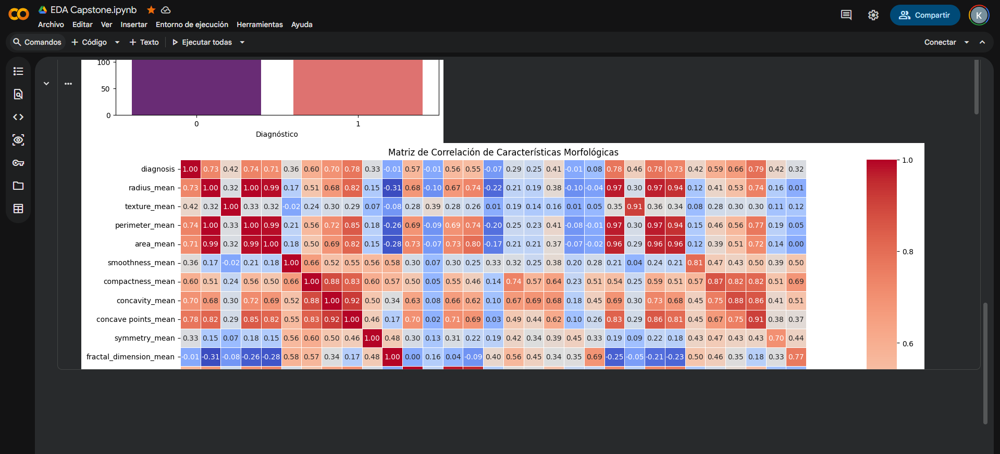 EDA Capstone.ipynb
Archivo Editar Ver Insertar Entorno de ejecución Herramientas Ayuda
Compartir
K
Comandos + Código + Texto Ejecutar todas
Conectar
100
50
0
0 1
Diagnóstico
Matriz de Correlación de Características Morfológicas
diagnosis 1.00 0.73 0.42 0.74 0.71 0.36 0.60 0.70 0.78 0.33 -0.01 0.57 -0.01 0.56 0.55 -0.07 0.29 0.25 0.41 -0.01 0.08 0.78 0.46 0.78 0.73 0.42 0.59 0.66 0.79 0.42 0.32
radius_mean 0.73 1.00 0.32 1.00 0.99 0.17 0.51 0.68 0.82 0.15 -0.31 0.68 -0.10 0.67 0.74 -0.22 0.21 0.19 0.38 -0.10 -0.04 0.97 0.30 0.97 0.94 0.12 0.41 0.53 0.74 0.16 0.01
texture_mean 0.42 0.32 1.00 0.33 0.32 -0.02 0.24 0.30 0.29 0.07 -0.08 0.28 0.39 0.28 0.26 0.01 0.19 0.14 0.16 0.01 0.05 0.35 0.91 0.36 0.34 0.08 0.28 0.30 0.30 0.11 0.12
perimeter_mean 0.74 1.00 0.33 1.00 0.99 0.21 0.56 0.72 0.85 0.18 -0.26 0.69 -0.09 0.69 0.74 -0.20 0.25 0.23 0.41 -0.08 -0.01 0.97 0.30 0.97 0.94 0.15 0.46 0.56 0.77 0.19 0.05
area_mean 0.71 0.99 0.32 0.99 1.00 0.18 0.50 0.69 0.82 0.15 -0.28 0.73 -0.07 0.73 0.80 -0.17 0.21 0.21 0.37 -0.07 -0.02 0.96 0.29 0.96 0.96 0.12 0.39 0.51 0.72 0.14 0.00
smoothness_mean 0.36 0.17 -0.02 0.21 0.18 1.00 0.66 0.52 0.55 0.56 0.58 0.30 0.07 0.30 0.25 0.33 0.32 0.25 0.38 0.20 0.28 0.21 0.04 0.24 0.21 0.81 0.47 0.43 0.50 0.39 0.50
compactness_mean 0.60 0.51 0.24 0.56 0.50 0.66 1.00 0.88 0.83 0.60 0.57 0.50 0.05 0.55 0.46 0.14 0.74 0.57 0.64 0.23 0.51 0.54 0.25 0.59 0.51 0.57 0.87 0.82 0.82 0.51 0.69
concavity_mean 0.70 0.68 0.30 0.72 0.69 0.52 0.88 1.00 0.92 0.50 0.34 0.63 0.08 0.66 0.62 0.10 0.67 0.69 0.68 0.18 0.45 0.69 0.30 0.73 0.68 0.45 0.75 0.88 0.86 0.41 0.51
concave points_mean 0.78 0.82 0.29 0.85 0.82 0.55 0.83 0.92 1.00 0.46 0.17 0.70 0.02 0.71 0.69 0.03 0.49 0.44 0.62 0.10 0.26 0.83 0.29 0.86 0.81 0.45 0.67 0.75 0.91 0.38 0.37
symmetry_mean 0.33 0.15 0.07 0.18 0.15 0.56 0.60 0.50 0.46 1.00 0.48 0.30 0.13 0.31 0.22 0.19 0.42 0.34 0.39 0.45 0.33 0.19 0.09 0.22 0.18 0.43 0.47 0.43 0.43 0.70 0.44
fractal_dimension_mean -0.01 -0.31 -0.08 -0.26 -0.28 0.58 0.57 0.34 0.17 0.48 1.00 0.00 0.16 0.04 -0.09 0.40 0.56 0.45 0.34 0.35 0.69 -0.25 -0.05 -0.21 -0.23 0.50 0.46 0.35 0.18 0.33 0.77
1.0
0.8
0.6